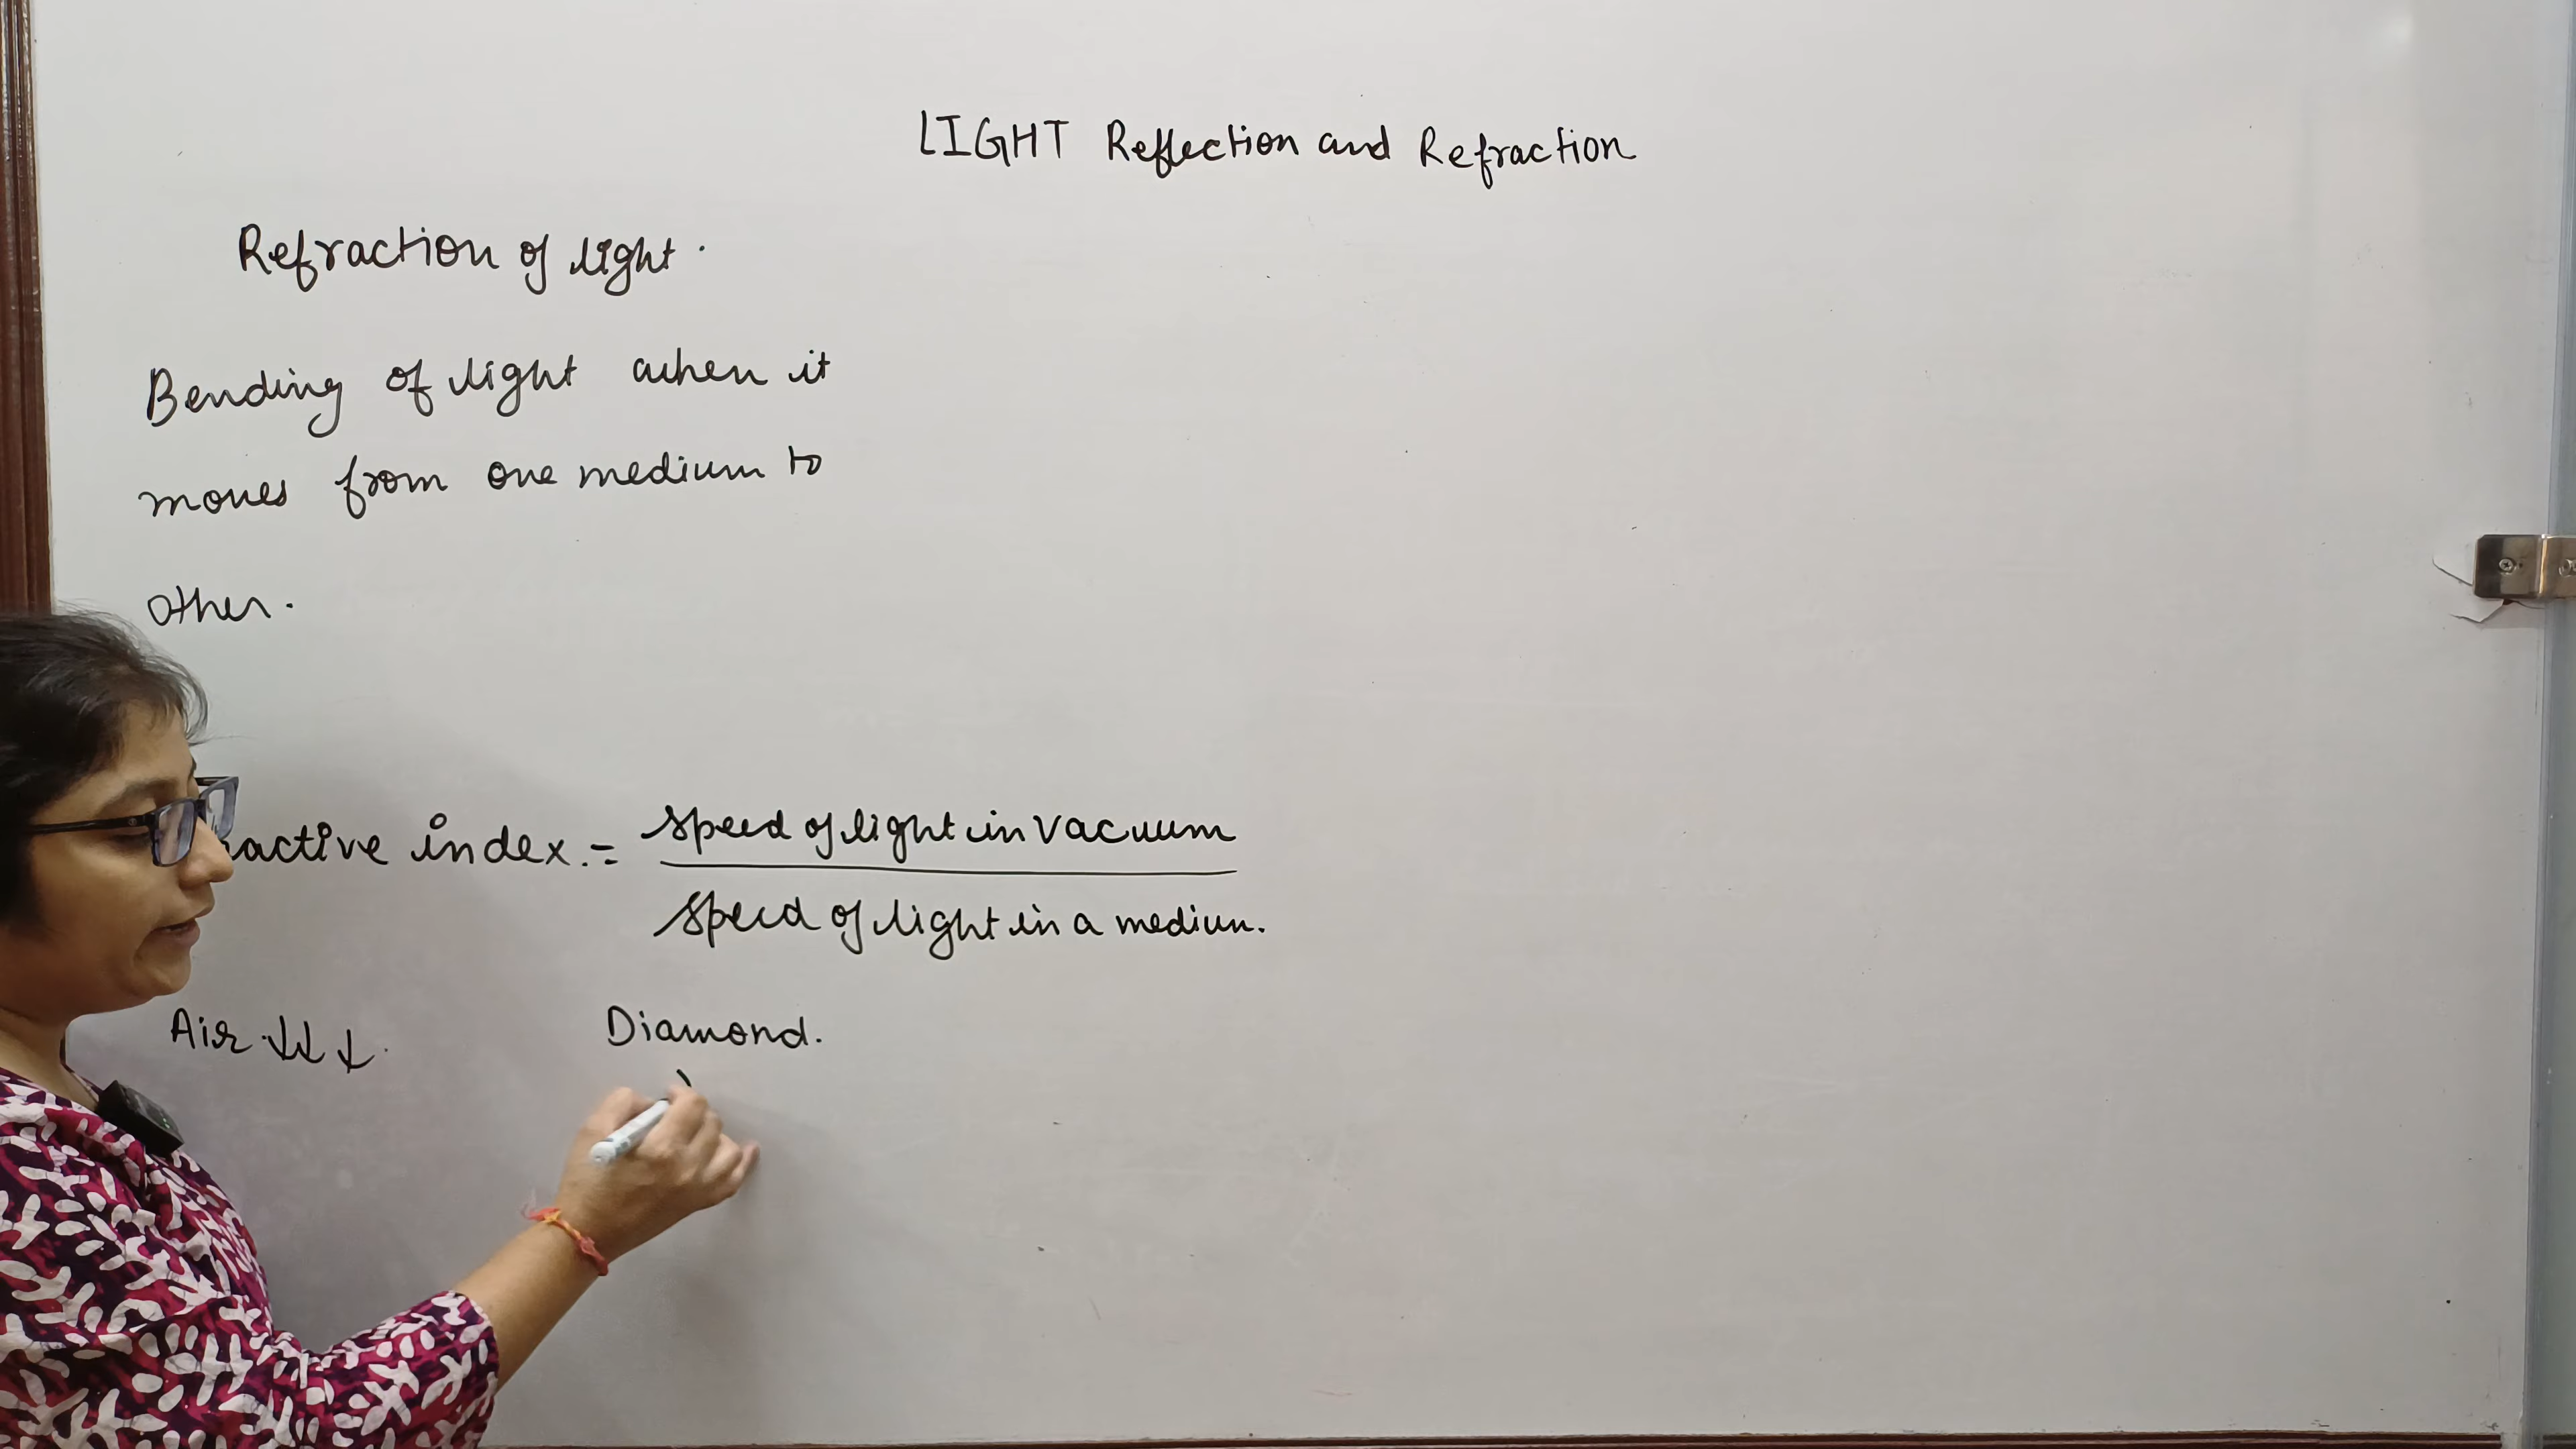 LIGHT Reflection and Refraction
Refraction of light.
Bending of light when it
moves from one medium to
other.
active index. = speed of light in vacuum
speed of light in a medium.
Air ↓↓↓. Diamond.